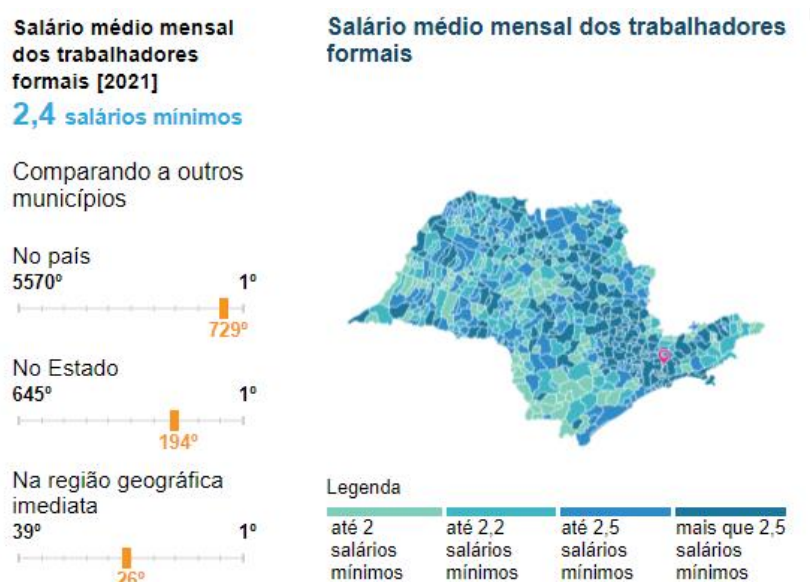 Salário médio mensal
dos trabalhadores
formais [2021]
2,4 salários mínimos
Comparando a outros
municípios
No país
5570º 1º
729º
No Estado
645º 1º
194º
Na região geográfica
imediata
39º 1º
26º
Salário médio mensal dos trabalhadores
formais
Legenda
até 2
salários
mínimos
até 2,2
salários
mínimos
até 2,5
salários
mínimos
mais que 2,5
salários
mínimos